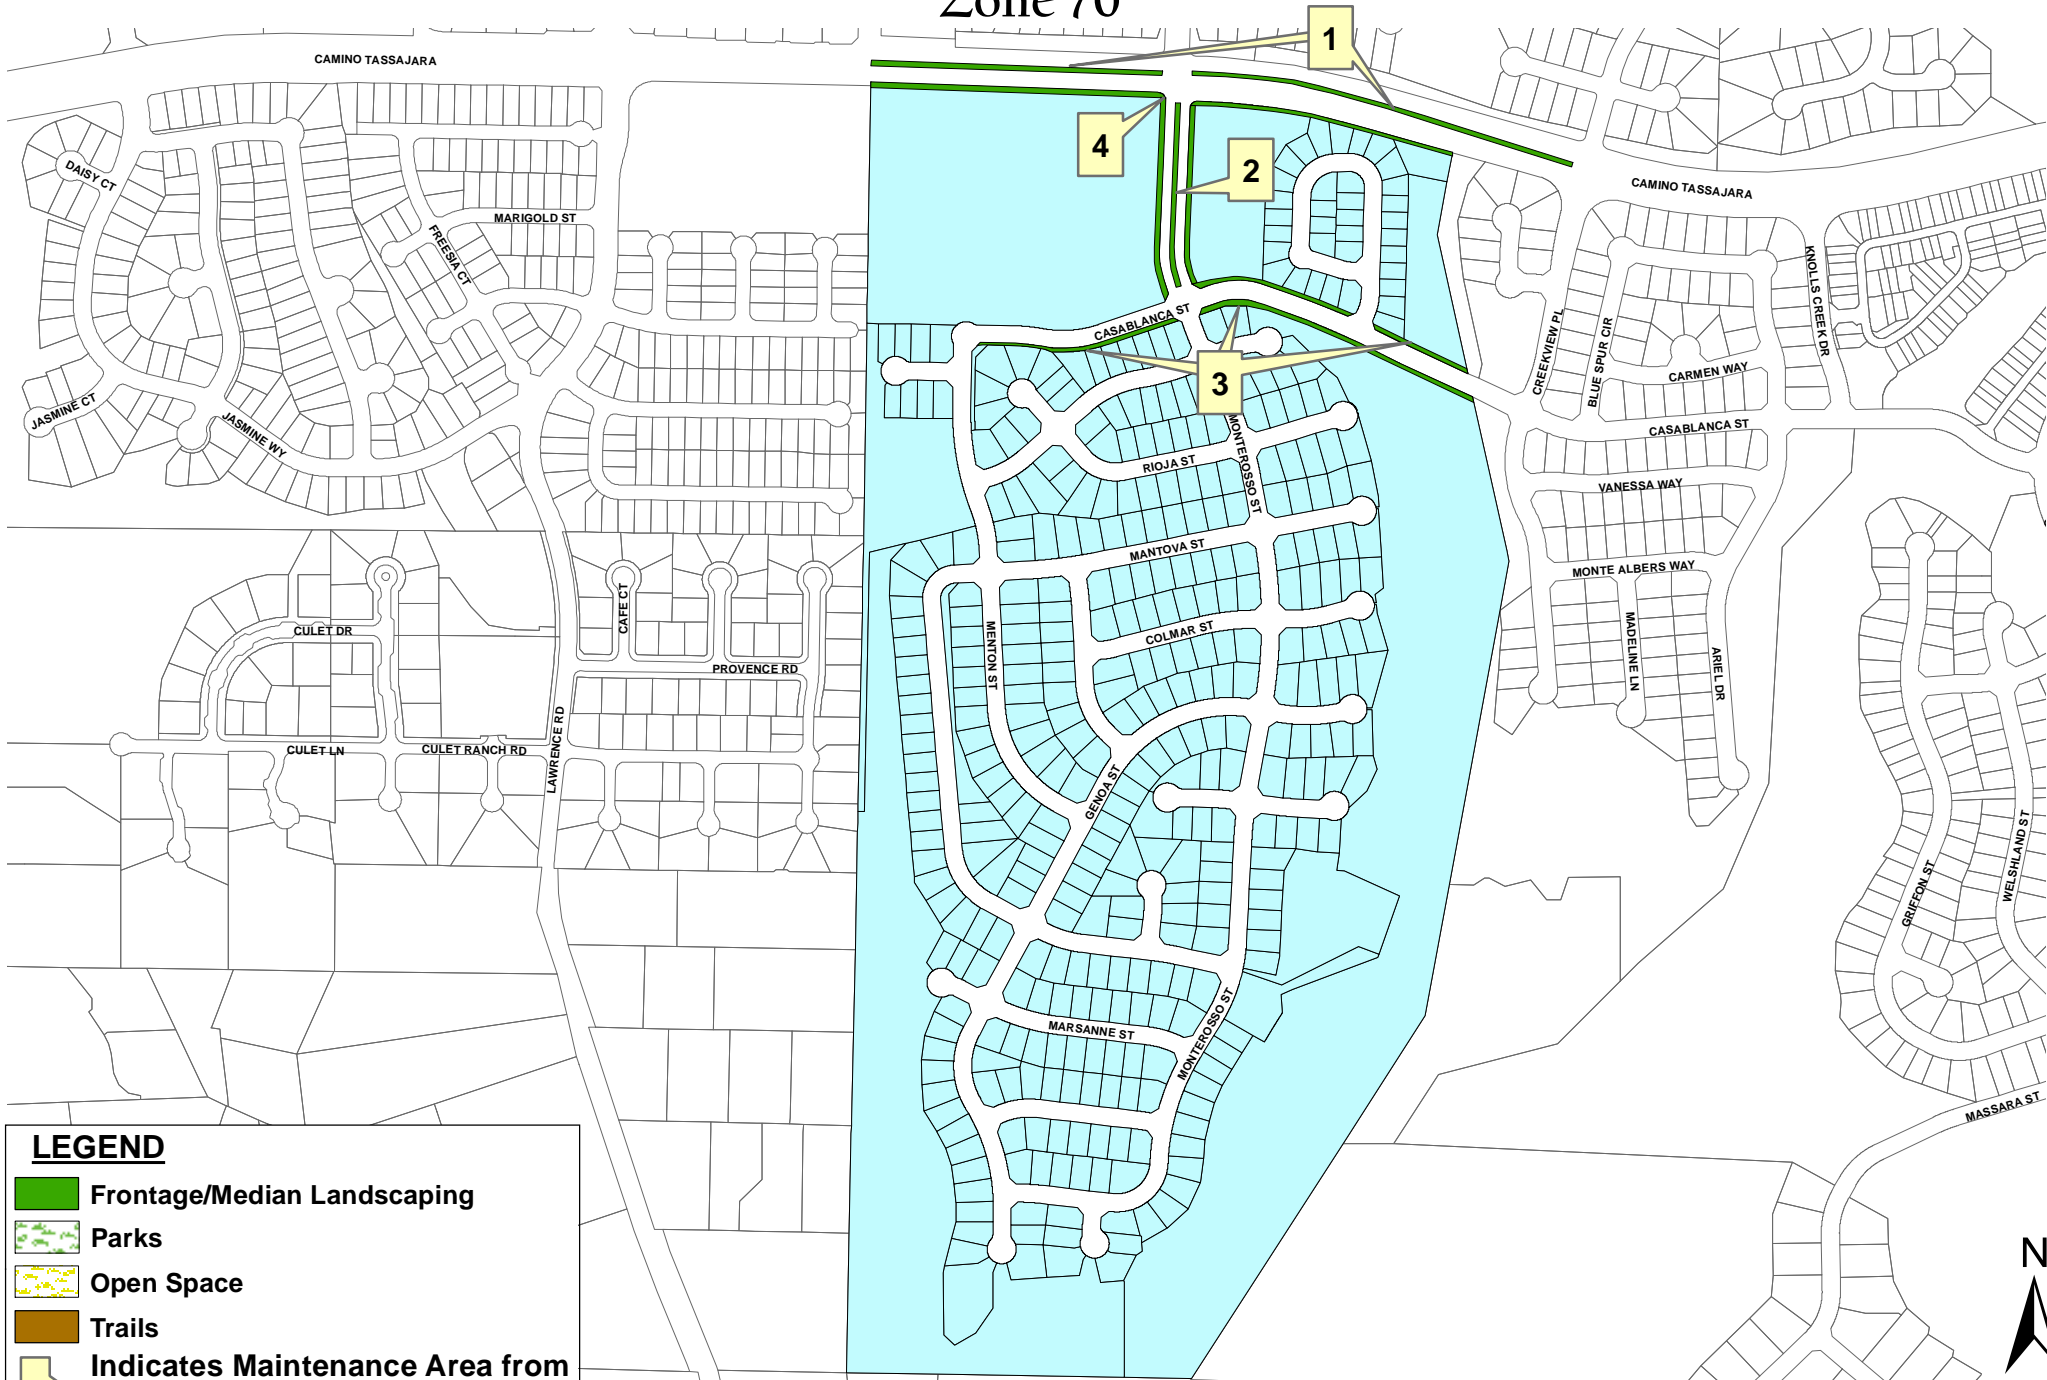 Zone 70
1
CAMINO TASSAJARA
4
2
DAISY CT
CAMINO TASSAJARA
MARIGOLD ST
FREESIA CT
KNOLLS CREEK DR
CASABLANCA ST
CREEKVIEW PL
BLUE SPUR CIR
3
CARMEN WAY
JASMINE CT
JASMINE WY
MONTEROSSO ST
CASABLANCA ST
RIOJA ST
VANESSA WAY
MANTOVA ST
MONTE ALBERS WAY
CAFE CT
CULET DR
COLMAR ST
MENTON ST
MADELINE LN
ARIEL DR
PROVENCE RD
LAWRENCE RD
CULET LN
CULET RANCH RD
GENOA ST
WELSHLAND ST
GRIFFON ST
MARSANNE ST
MONTEROSSO ST
MASSARA ST
LEGEND
Frontage/Median Landscaping
Parks
Open Space
Trails
Indicates Maintenance Area from
N